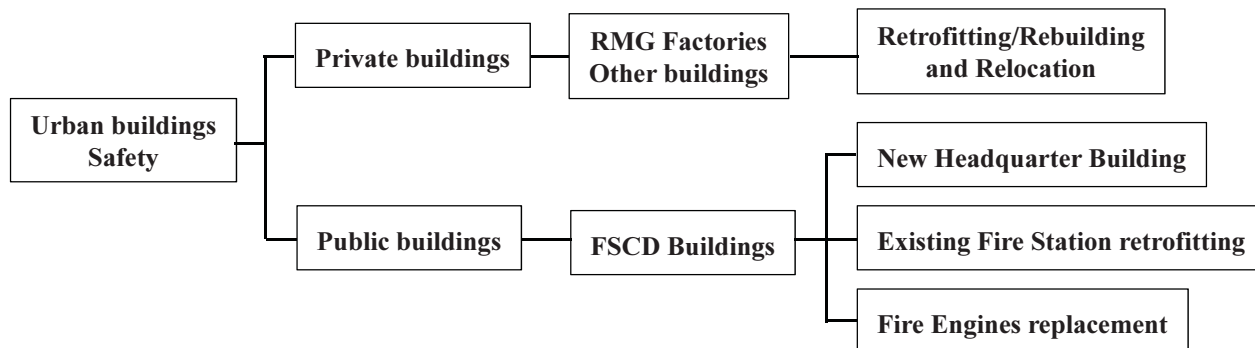 Urban buildings
Safety
Private buildings
RMG Factories
Other buildings
Retrofitting/Rebuilding
and Relocation
Public buildings
FSCD Buildings
New Headquarter Building
Existing Fire Station retrofitting
Fire Engines replacement